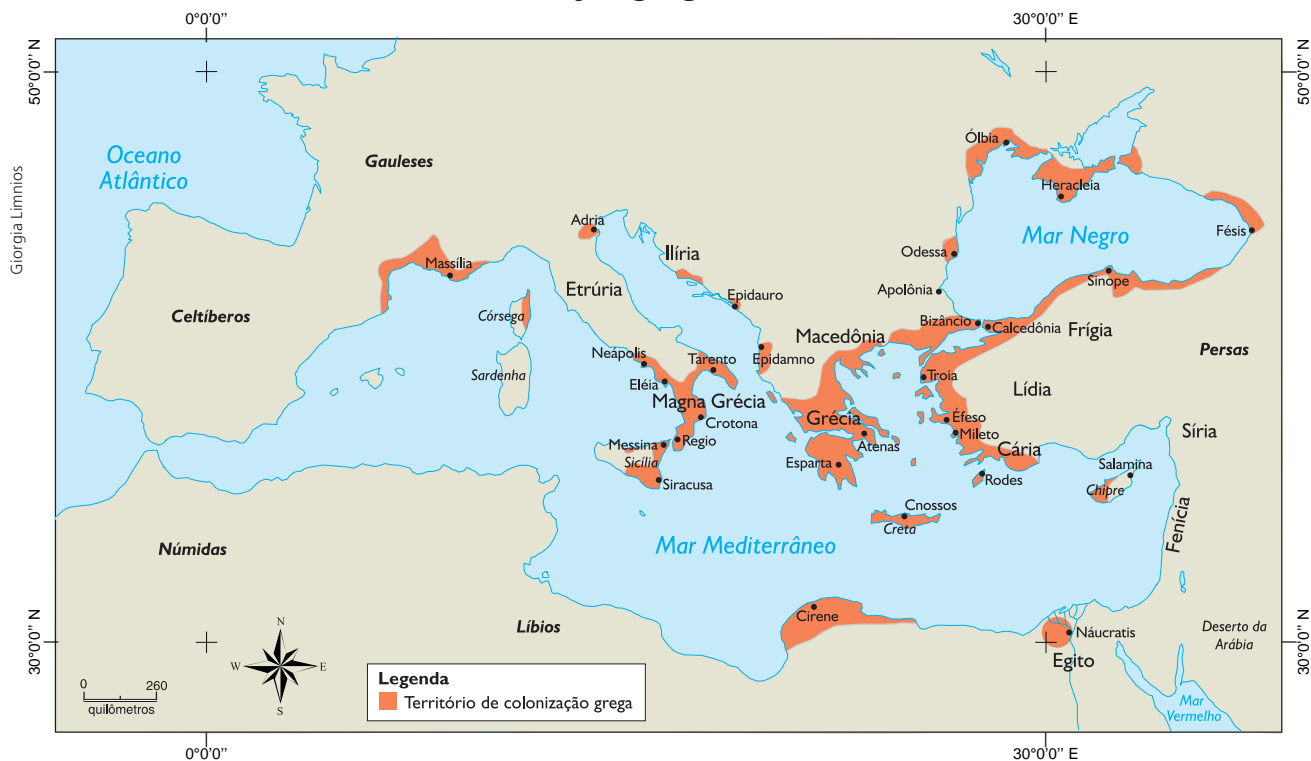 0°0'0''
30°0'0'' E
50°0'0'' N
50°0'0'' N
Giorgia Limnios
Oceano
Atlântico
Gauleses
Ólbia
Heracleia
Mar Negro
Fésis
Adria
Ilíria
Odessa
Massília
Sinope
Etrúria
Epidauro
Apolônia
Celtíberos
Córsega
Bizâncio
Calcedônia
Frígia
Macedônia
Persas
Neápolis
Tarento
Epidamno
Sardenha
Eléia
Troia
Lídia
Magna Grécia
Grécia
Crotona
Éfeso
Mileto
Síria
Messina
Regio
Atenas
Cária
Sicília
Esparta
Salamina
Siracusa
Rodes
Chipre
Cnossos
Creta
Fenícia
Númidas
Mar Mediterrâneo
Cirene
Líbios
Náucratis
Deserto da
Arábia
Egito
30°0'0'' N
30°0'0'' N
N
W
E
S
0
260
quilômetros
Legenda
Território de colonização grega
Mar
Vermelho
0°0'0''
30°0'0'' E